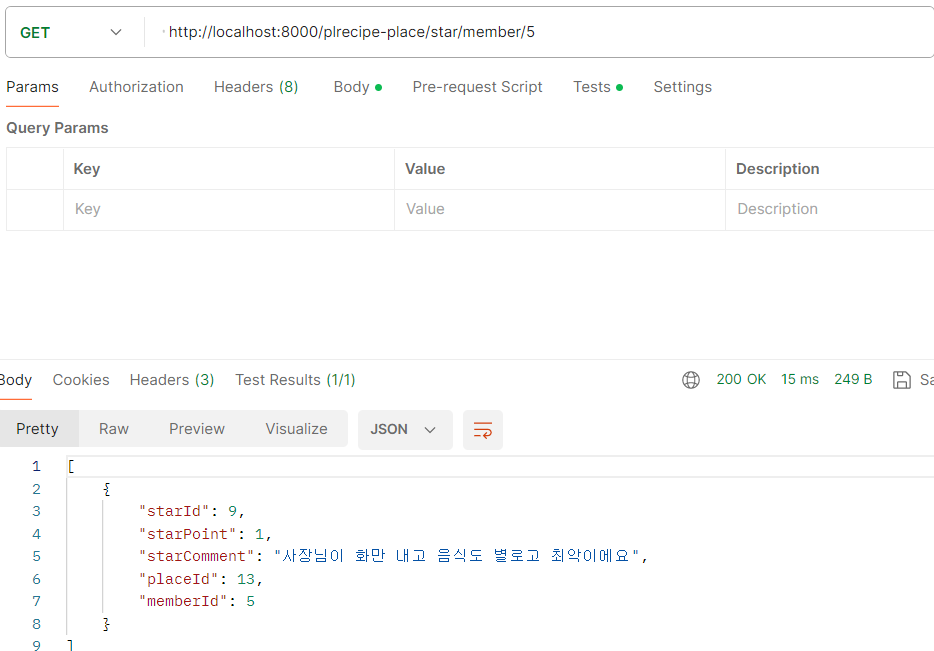 GET http://localhost:8000/plrecipe-place/star/member/5
Params Authorization Headers (8) Body Pre-request Script Tests Settings
Query Params
Key Value Description
Key Value Description
Body Cookies Headers (3) Test Results (1/1) 200 OK 15 ms 249 B Sa
Pretty Raw Preview Visualize JSON
1 [
2 {
3 "starId": 9,
4 "starPoint": 1,
5 "starComment": "사장님이 화만 내고 음식도 별로고 최악이에요",
6 "placeId": 13,
7 "memberId": 5
8 }
9 ]